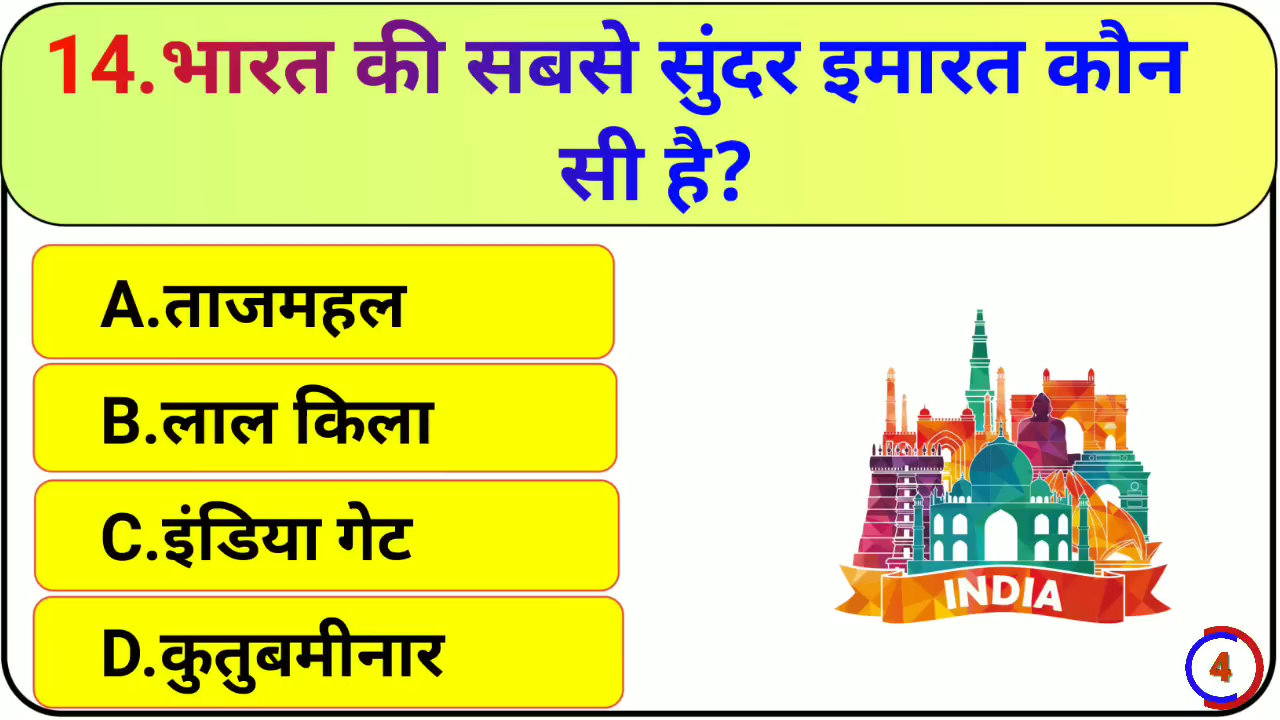 14.भारत की सबसे सुंदर इमारत कौन
सी है?
A.ताजमहल
B.लाल किला
C.इंडिया गेट
D.कुतुबमीनार
INDIA
4